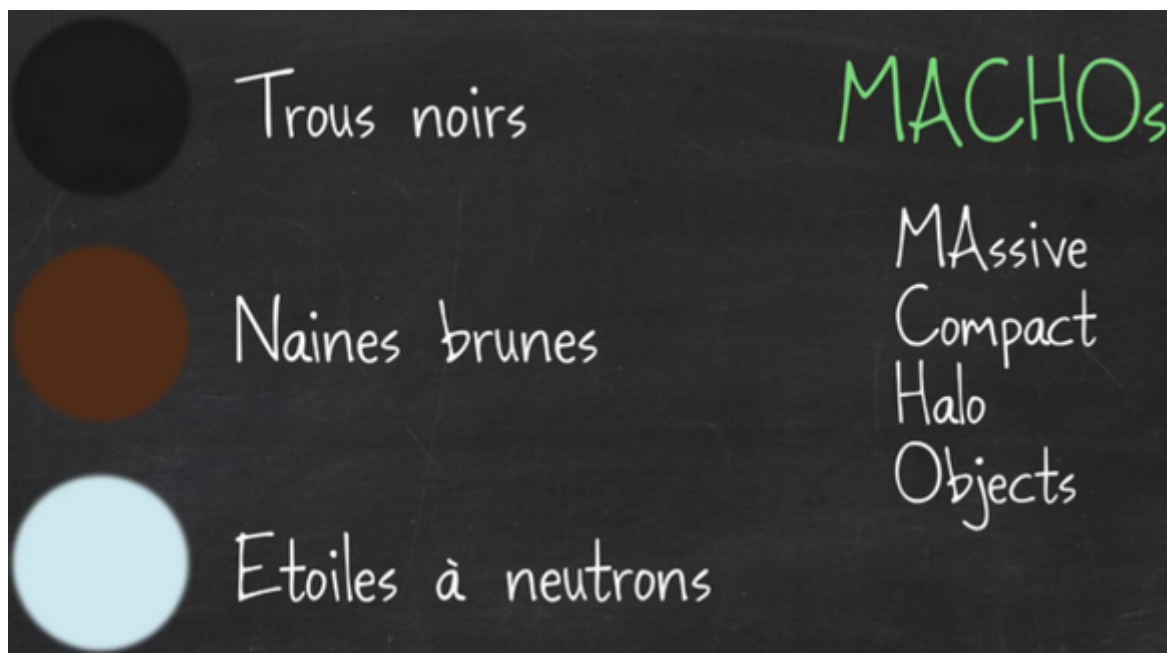 Trous noirs
Naines brunes
Etoiles à neutrons
MACHOs
MAssive
Compact
Halo
Objects